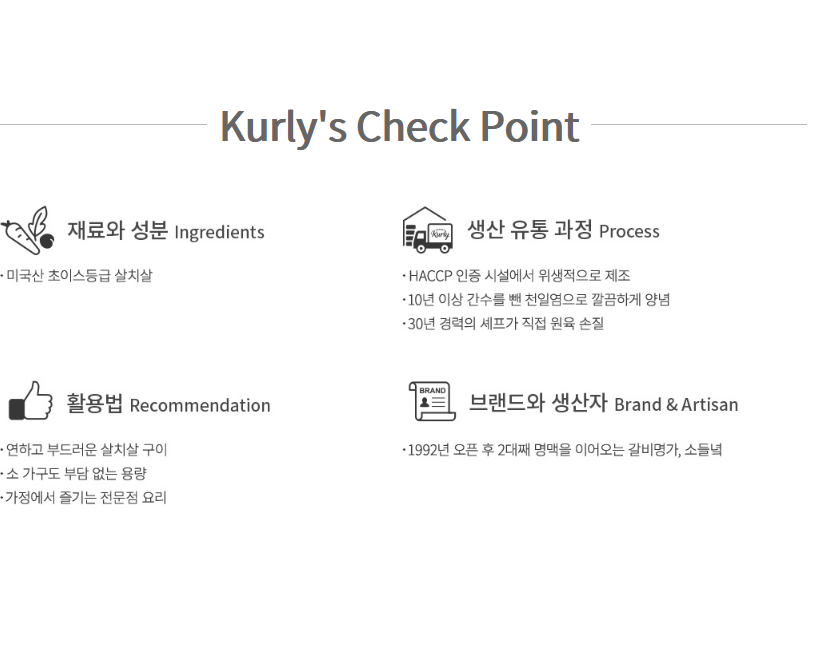 Kurly's Check Point
재료와 성분 Ingredients
·미국산 초이스등급 살치살
Kurly
생산 유통 과정 Process
·HACCP 인증 시설에서 위생적으로 제조
·10년 이상 간수를 뺀 천일염으로 깔끔하게 양념
·30년 경력의 셰프가 직접 원육 손질
활용법 Recommendation
·연하고 부드러운 살치살 구이
·소 가구도 부담 없는 용량
·가정에서 즐기는 전문점 요리
BRAND
브랜드와 생산자 Brand & Artisan
·1992년 오픈 후 2대째 명맥을 이어오는 갈비명가, 소들녘